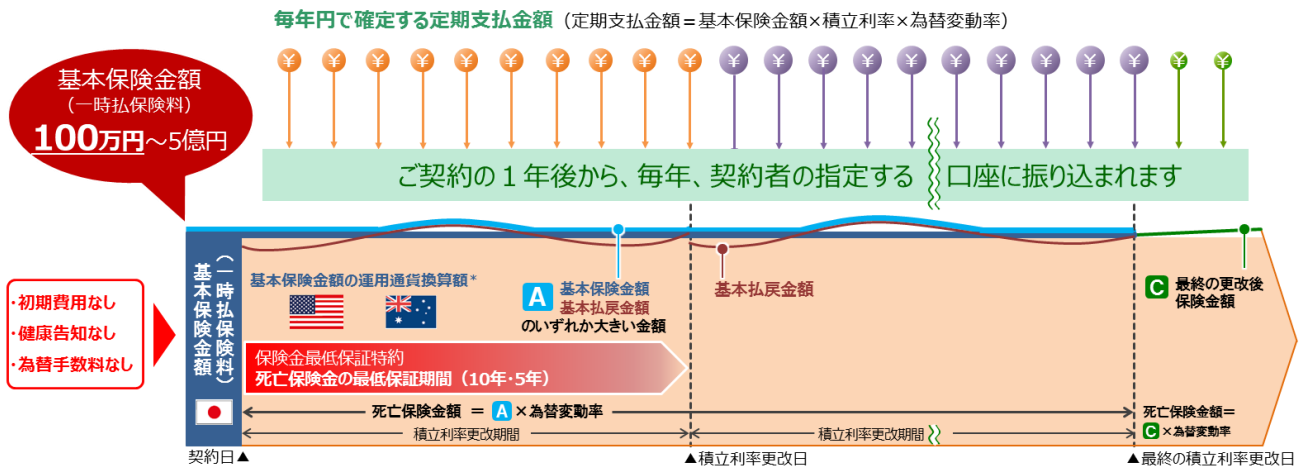 毎年円で確定する定期支払金額（定期支払金額＝基本保険金額×積立利率×為替変動率）
¥ ¥ ¥ ¥ ¥ ¥ ¥ ¥ ¥ ¥ ¥ ¥ ¥ ¥ ¥ ¥ ¥ ¥ ¥ ¥ ¥ ¥
基本保険金額
（一時払保険料）
100万円～5億円
ご契約の1年後から、毎年、契約者の指定する 口座に振り込まれます
・初期費用なし
・健康告知なし
・為替手数料なし
基本保険金額
（一時払保険料）
基本保険金額の運用通貨換算額*
A 基本保険金額
基本払戻金額
のいずれか大きい金額
基本払戻金額
C 最終の更改後
保険金額
保険金最低保証特約
死亡保険金の最低保証期間（10年･5年）
死亡保険金額 ＝ A ×為替変動率
死亡保険金額＝
C ×為替変動率
積立利率更改期間
積立利率更改期間
契約日▲
▲積立利率更改日
▲最終の積立利率更改日